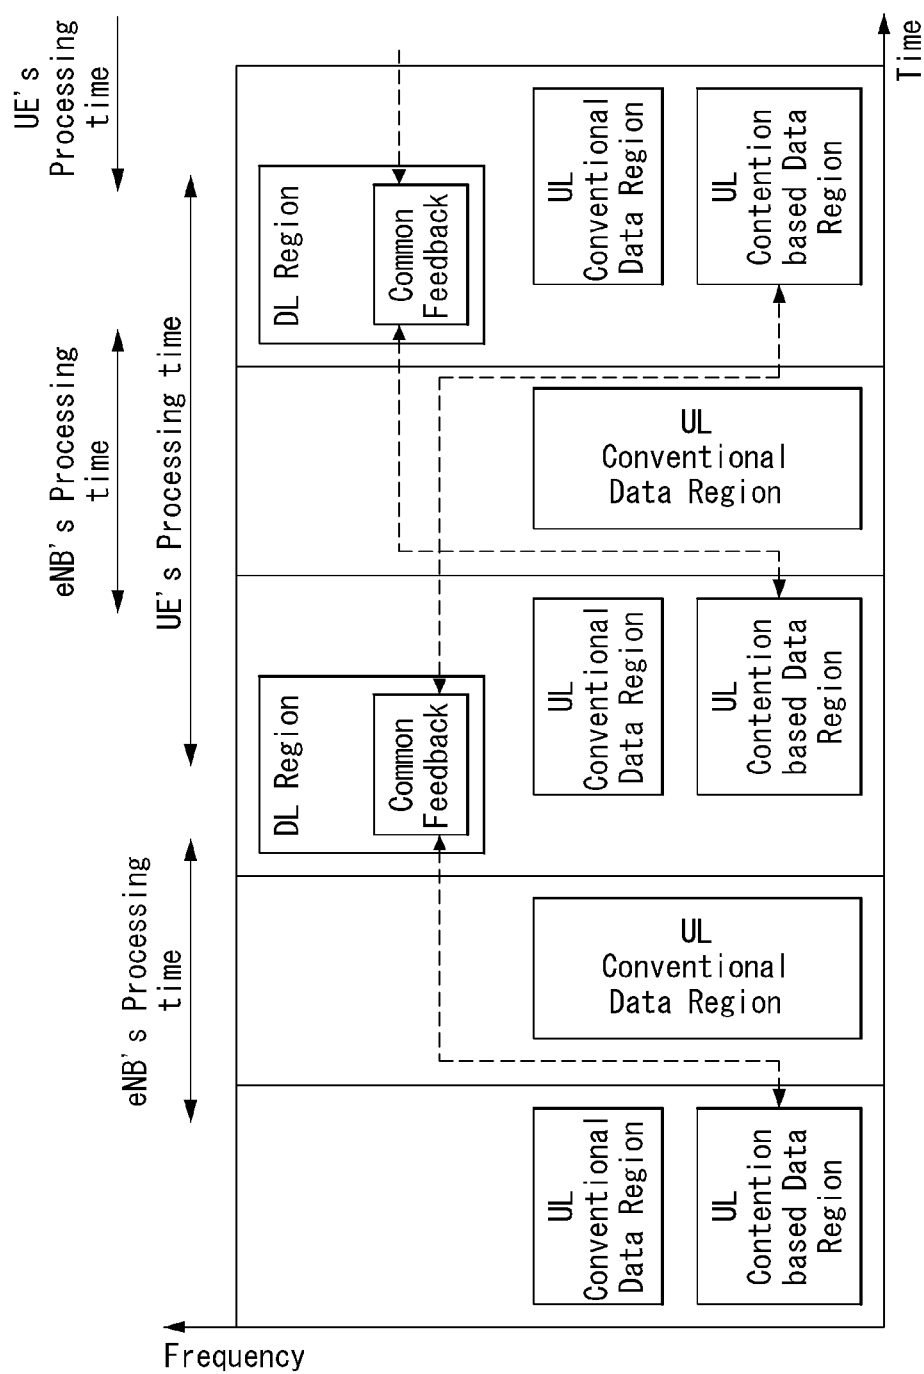 UE's
Processing
time
eNB's Processing
time
UE's Processing time
eNB's Processing
time
Frequency
Time
UL
Conventional
Data Region
UL
Contention
based Data
Region
UL
Conventional
Data Region
DL Region
Common
Feedback
UL
Conventional
Data Region
UL
Contention
based Data
Region
UL
Conventional
Data Region
DL Region
Common
Feedback
UL
Conventional
Data Region
UL
Contention
based Data
Region